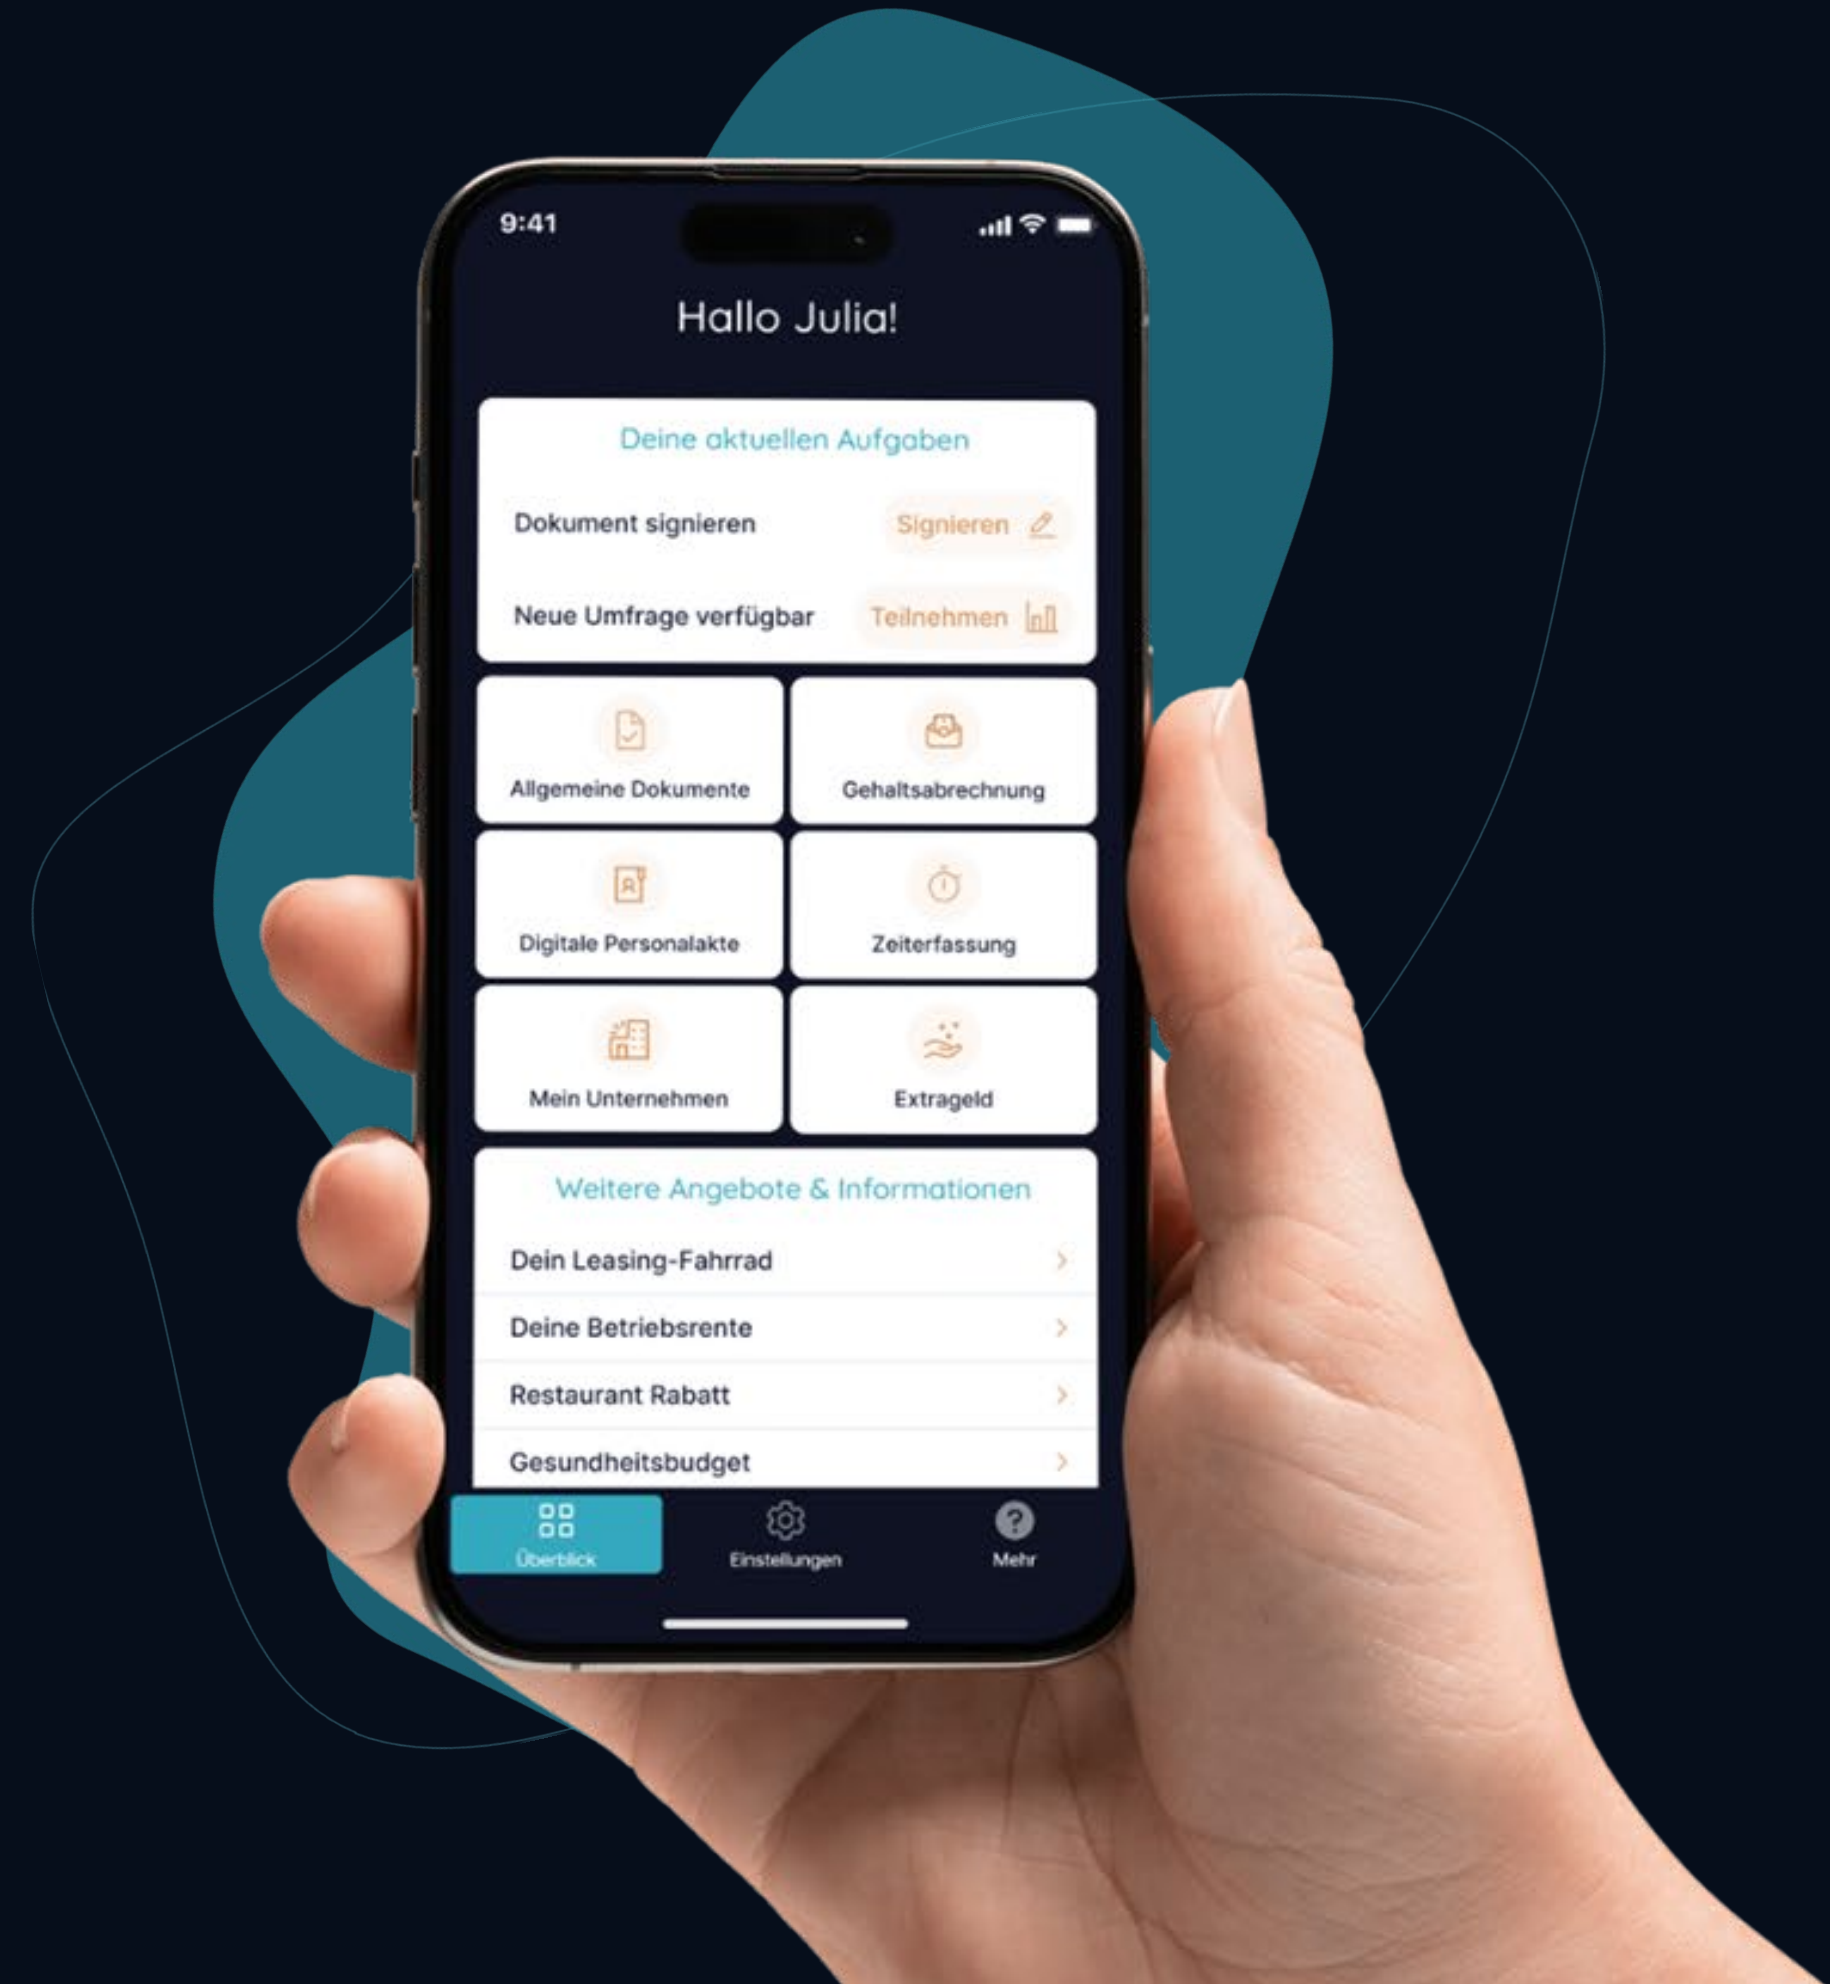 9:41
Hallo Julia!
Deine aktuellen Aufgaben
Dokument signieren
Signieren
Neue Umfrage verfügbar
Teilnehmen
Allgemeine Dokumente
Gehaltsabrechnung
Digitale Personalakte
Zeiterfassung
Mein Unternehmen
Extrageld
Weitere Angebote & Informationen
Dein Leasing-Fahrrad
Deine Betriebsrente
Restaurant Rabatt
Gesundheitsbudget
Überblick
Einstellungen
Mehr